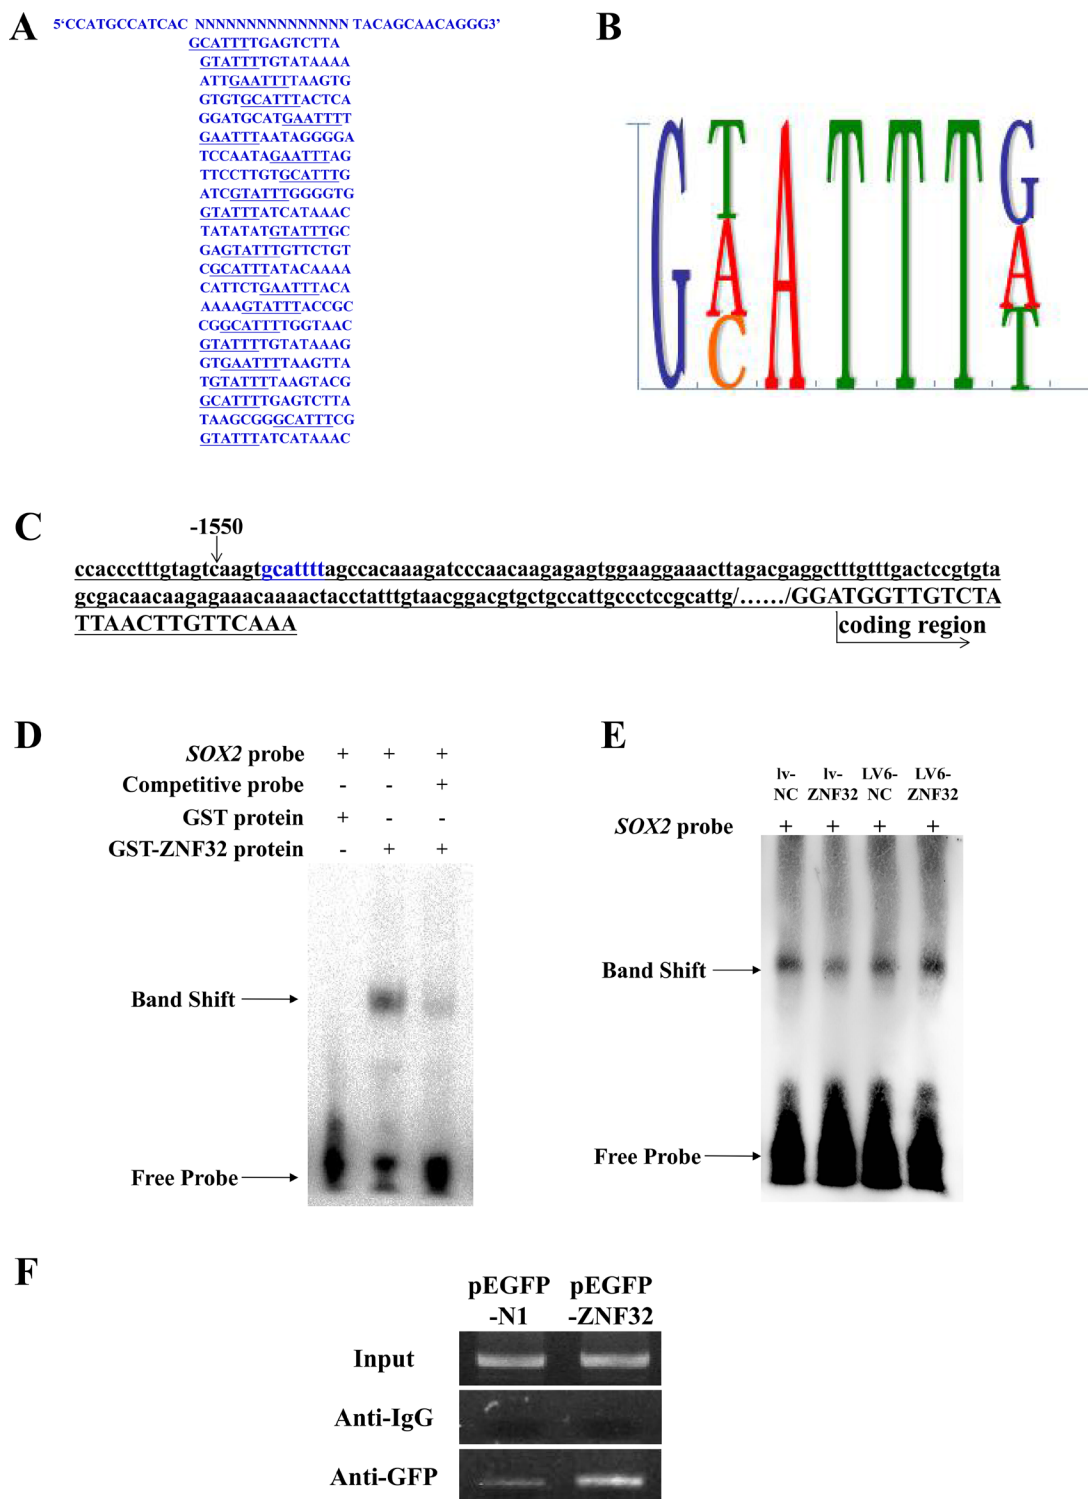 A
5‘CCATGCCATCAC NNNNNNNNNNNNNNN TACAGCAACAGGG3’
GCATTTTGAGTCTTA
GTATTTTGTATAAAA
ATTGAATTTTAAGTG
GTGTGCATTTACTCA
GGATGCATGAATTTT
GAATTTAATAGGGGA
TCCAATAGAATTTAG
TTCCTTGTGCATTTG
ATCGTATTTGGGGTG
GTATTTATCATAAAC
TATATATGTATTTGC
GAGTATTTGTTCTGT
CGCATTTATACAAAA
CATTCTGAATTTACA
AAAAGTATTTACCGC
CGGCATTTTGGTAAC
GTATTTTGTATAAAG
GTGAATTTTAAGTTA
TGTATTTTAAGTACG
GCATTTTGAGTCTTA
TAAGCGGGCATTTCG
GTATTTATCATAAAC
B
G T A T T T G
A A
C T
C
-1550
ccaccctttgtagtcaagtgcattttagccacaaagatcccaacaagagagtggaaggaaacttagacgaggctttgtttgactccgtgta
gcgacaacaagagaaacaaaactacctatttgtaacggacgtgctgccattgccctccgcattg/……/GGATGGTTGTCTA
TTAACTTGTTCAAA
coding region
D
SOX2 probe + + +
Competitive probe - - +
GST protein + - -
GST-ZNF32 protein - + +
Band Shift
Free Probe
E
lv-NC lv-ZNF32 LV6-NC LV6-ZNF32
SOX2 probe + + + +
Band Shift
Free Probe
F
pEGFP-N1 pEGFP-ZNF32
Input
Anti-IgG
Anti-GFP